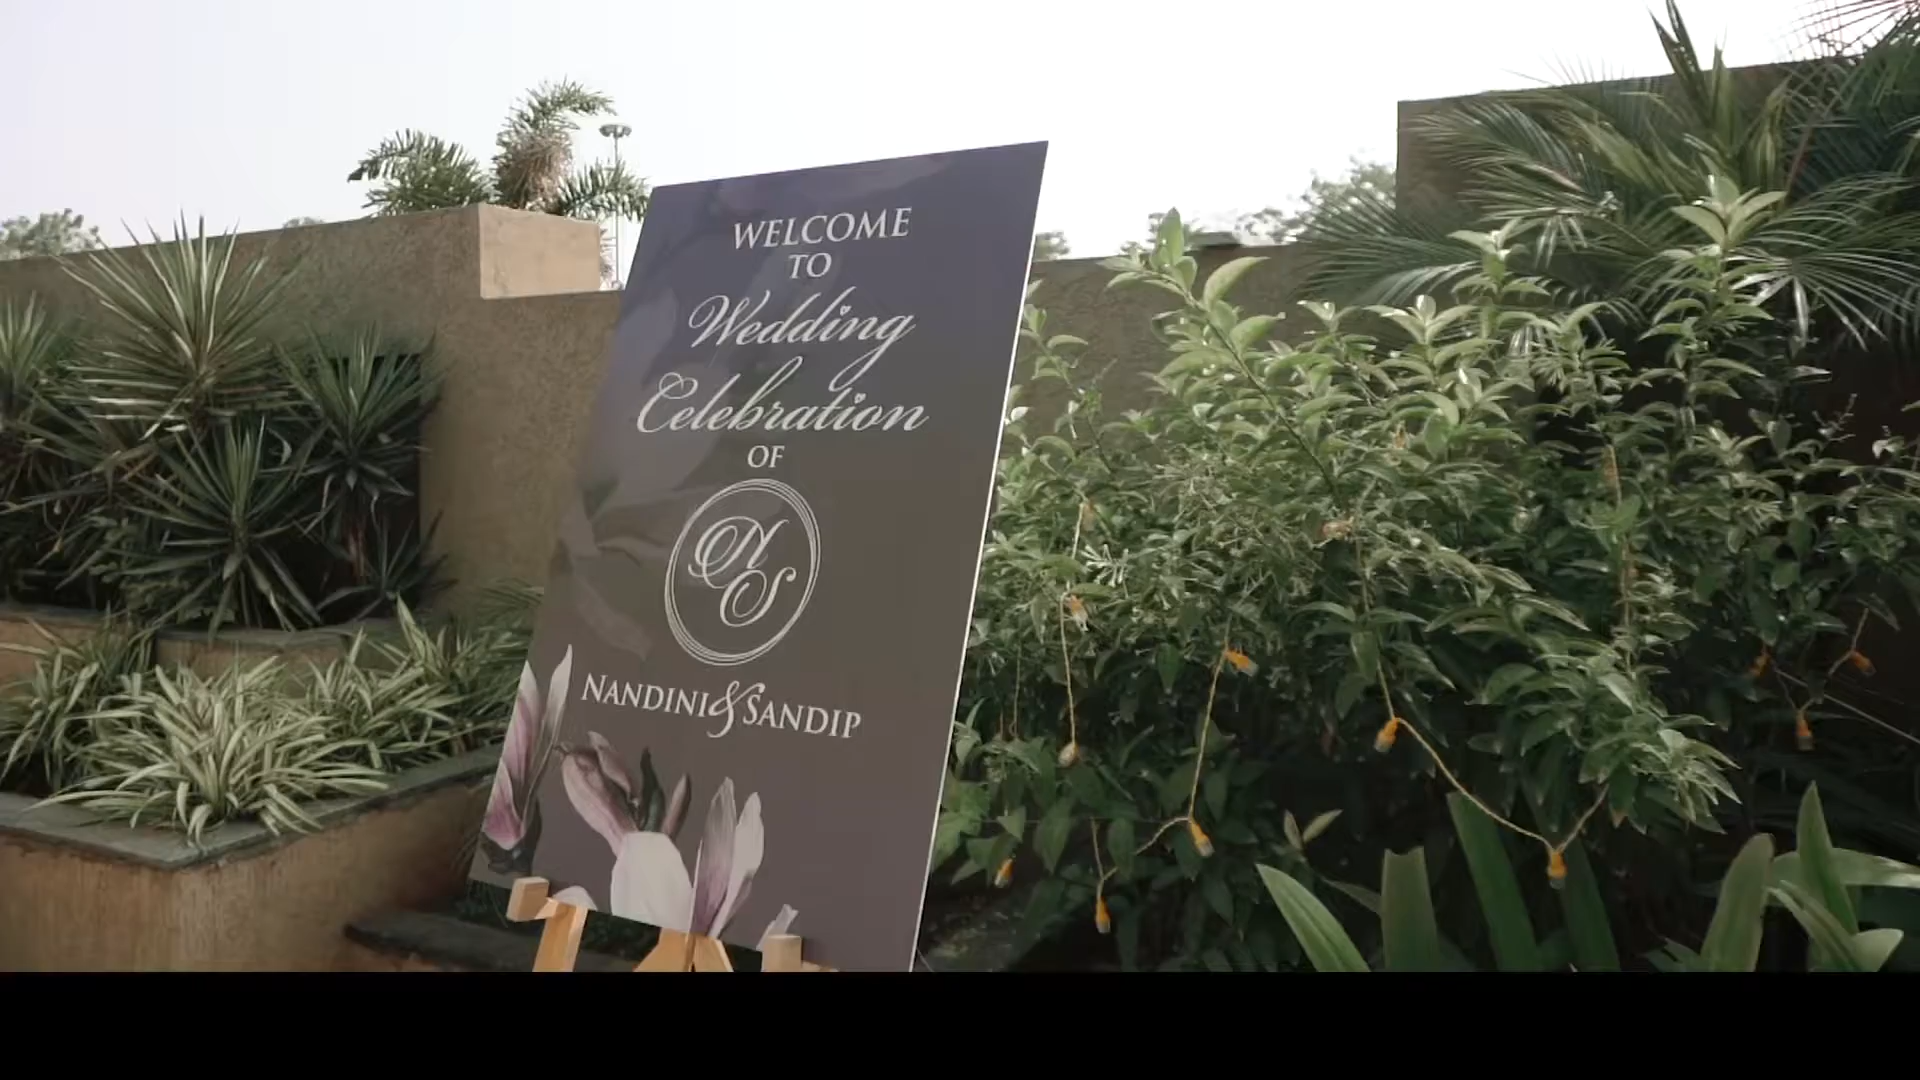 WELCOME
TO
Wedding
Celebration
OF
NS
NANDINI & SANDIP